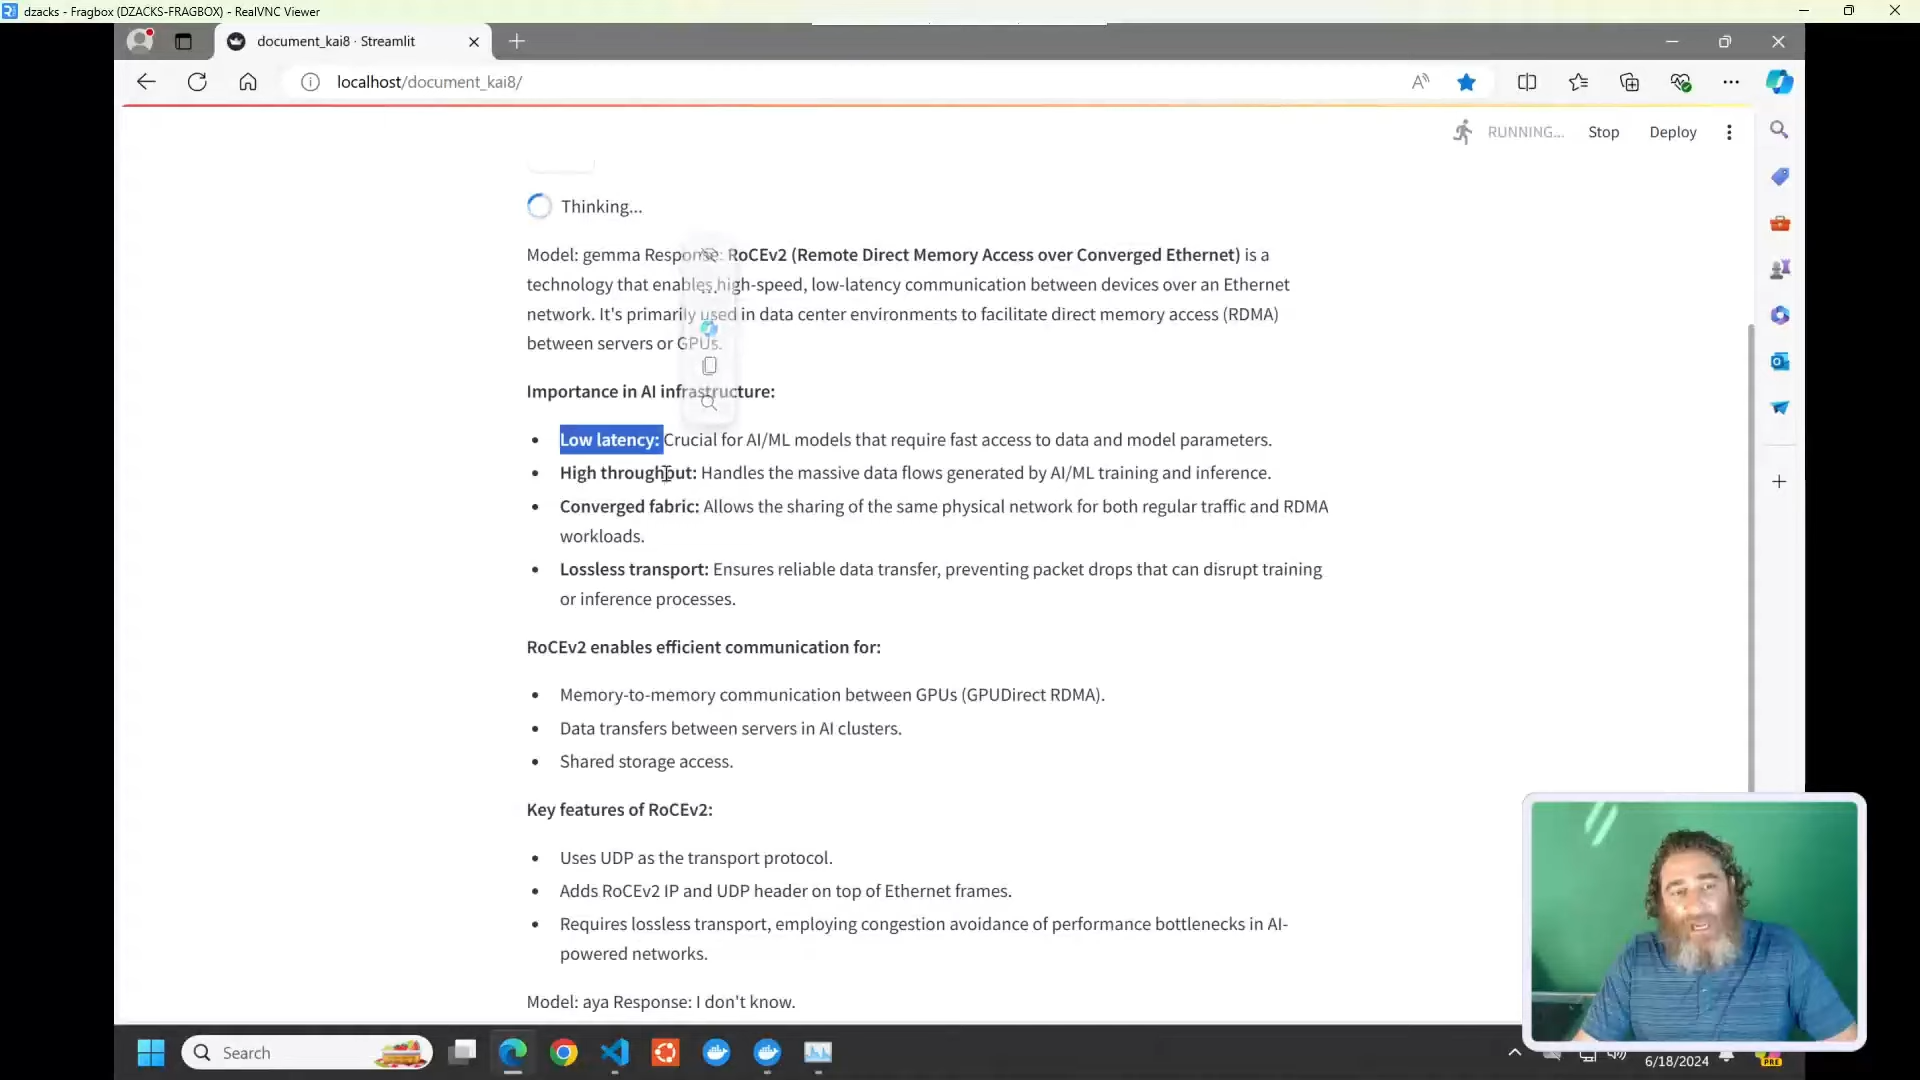 dzacks - Fragbox (DZACKS-FRAGBOX) - RealVNC Viewer
document_kai8 · Streamlit
localhost/document_kai8/
RUNNING... Stop Deploy
Thinking...
Model: gemma Response: RoCEv2 (Remote Direct Memory Access over Converged Ethernet) is a
technology that enables high-speed, low-latency communication between devices over an Ethernet
network. It's primarily used in data center environments to facilitate direct memory access (RDMA)
between servers or GPUs.
Importance in AI infrastructure:
Low latency: Crucial for AI/ML models that require fast access to data and model parameters.
High throughput: Handles the massive data flows generated by AI/ML training and inference.
Converged fabric: Allows the sharing of the same physical network for both regular traffic and RDMA
workloads.
Lossless transport: Ensures reliable data transfer, preventing packet drops that can disrupt training
or inference processes.
RoCEv2 enables efficient communication for:
Memory-to-memory communication between GPUs (GPUDirect RDMA).
Data transfers between servers in AI clusters.
Shared storage access.
Key features of RoCEv2:
Uses UDP as the transport protocol.
Adds RoCEv2 IP and UDP header on top of Ethernet frames.
Requires lossless transport, employing congestion avoidance of performance bottlenecks in AI-
powered networks.
Model: aya Response: I don't know.
Search
6/18/2024
PRE